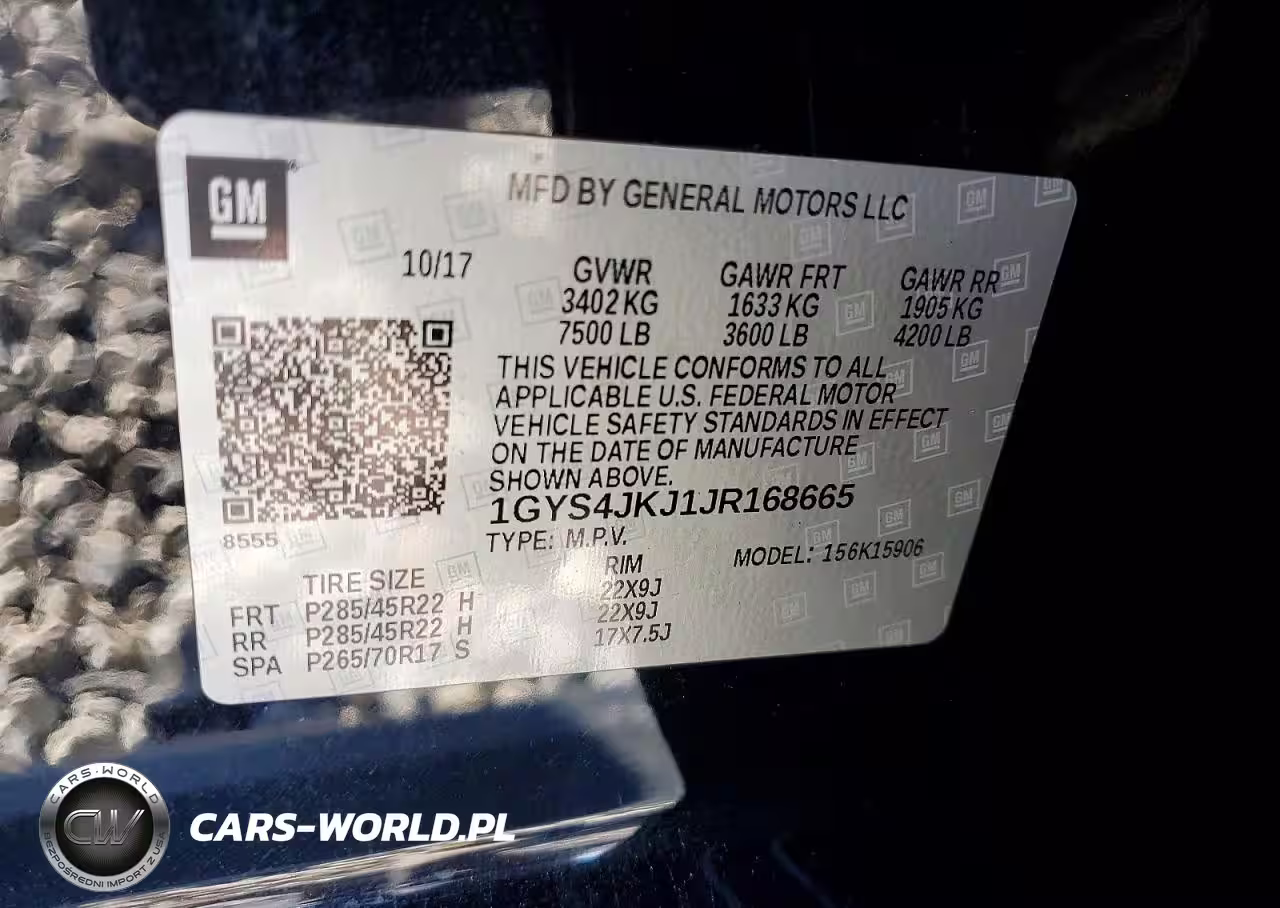 GM
MFD BY GENERAL MOTORS LLC
10/17
GVWR GAWR FRT GAWR RR
3402 KG 1633 KG 1905 KG
7500 LB 3600 LB 4200 LB
THIS VEHICLE CONFORMS TO ALL
APPLICABLE U.S. FEDERAL MOTOR
VEHICLE SAFETY STANDARDS IN EFFECT
ON THE DATE OF MANUFACTURE
SHOWN ABOVE.
1GYS4JKJ1JR168665
8555
TYPE: M.P.V. MODEL: 156K15906
TIRE SIZE RIM
FRT P285/45R22 H 22X9J
RR P285/45R22 H 22X9J
SPA P265/70R17 S 17X7.5J
CARS-WORLD
CW
BEZPOŚREDNI IMPORT Z USA
CARS-WORLD.PL